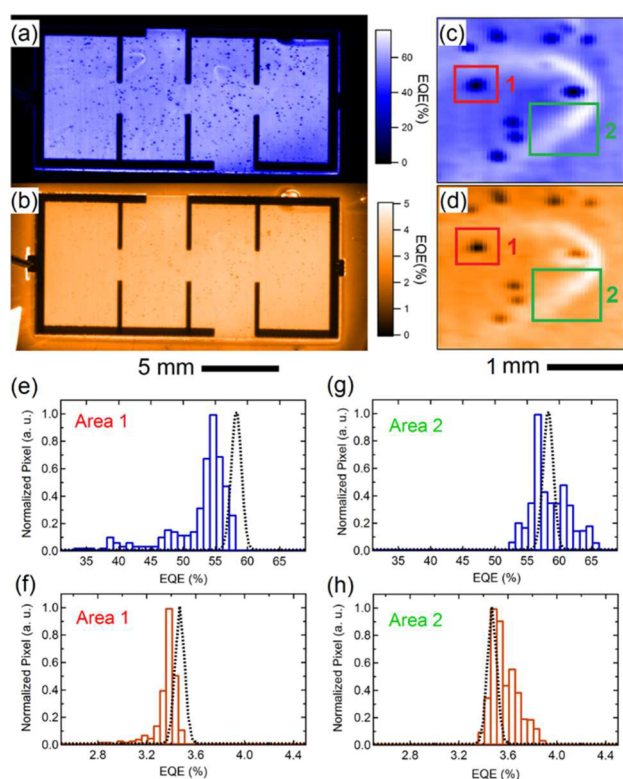 (a)
60
40
20
0
EQE(%)
(c)
1
2
(b)
5
4
3
2
1
0
EQE(%)
(d)
1
2
5 mm
1 mm
(e)
Area 1
Normalized Pixel (a. u.)
1.0
0.8
0.6
0.4
0.2
0.0
35 40 45 50 55 60 65
EQE (%)
(g)
Area 2
Normalized Pixel (a. u.)
1.0
0.8
0.6
0.4
0.2
0.0
35 40 45 50 55 60 65
EQE (%)
(f)
Area 1
Normalized Pixel (a. u.)
1.0
0.8
0.6
0.4
0.2
0.0
2.8 3.2 3.6 4.0 4.4
EQE (%)
(h)
Area 2
Normalized Pixel (a. u.)
1.0
0.8
0.6
0.4
0.2
0.0
2.8 3.2 3.6 4.0 4.4
EQE (%)